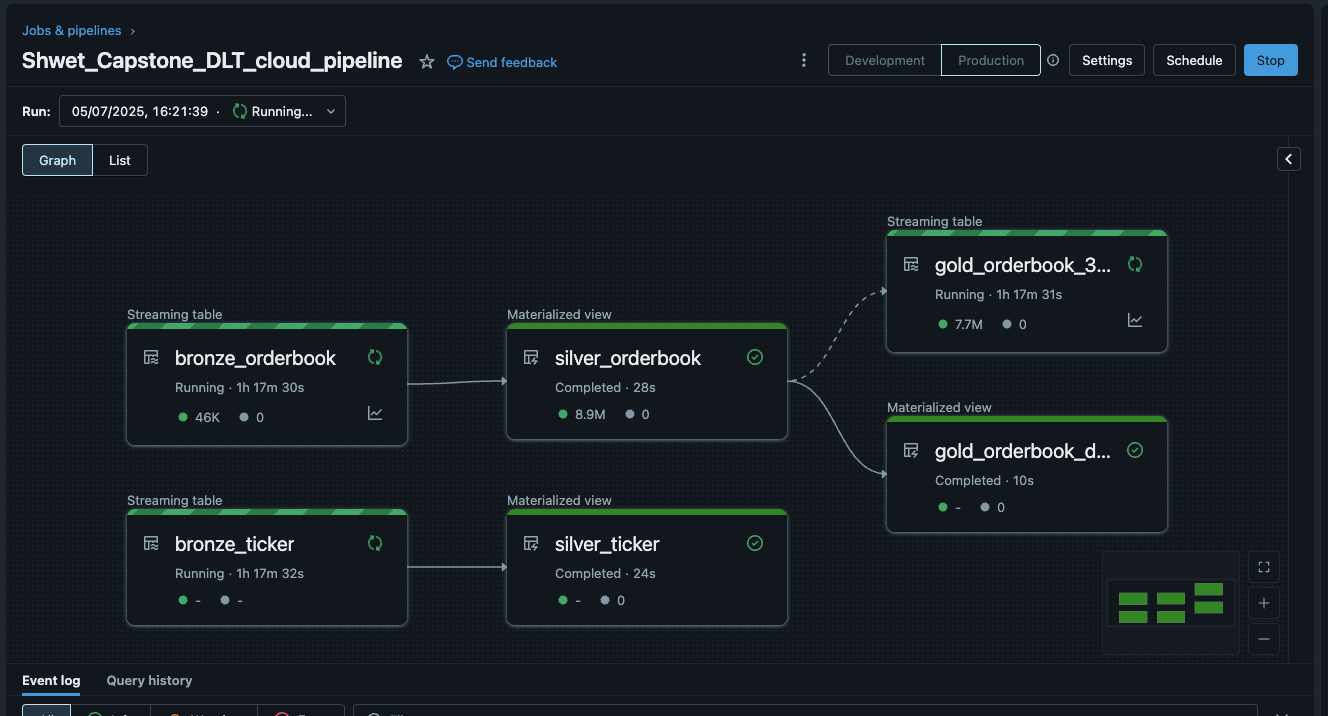 Jobs & pipelines ›
Shwet_Capstone_DLT_cloud_pipeline
Send feedback
Development
Production
Settings
Schedule
Stop
Run:
05/07/2025, 16:21:39 · Running...
Graph
List
Streaming table
gold_orderbook_3...
Running · 1h 17m 31s
7.7M 0
Streaming table
bronze_orderbook
Running · 1h 17m 30s
46K 0
Materialized view
silver_orderbook
Completed · 28s
8.9M 0
Materialized view
gold_orderbook_d...
Completed · 10s
- 0
Streaming table
bronze_ticker
Running · 1h 17m 32s
- -
Materialized view
silver_ticker
Completed · 24s
- 0
Event log
Query history